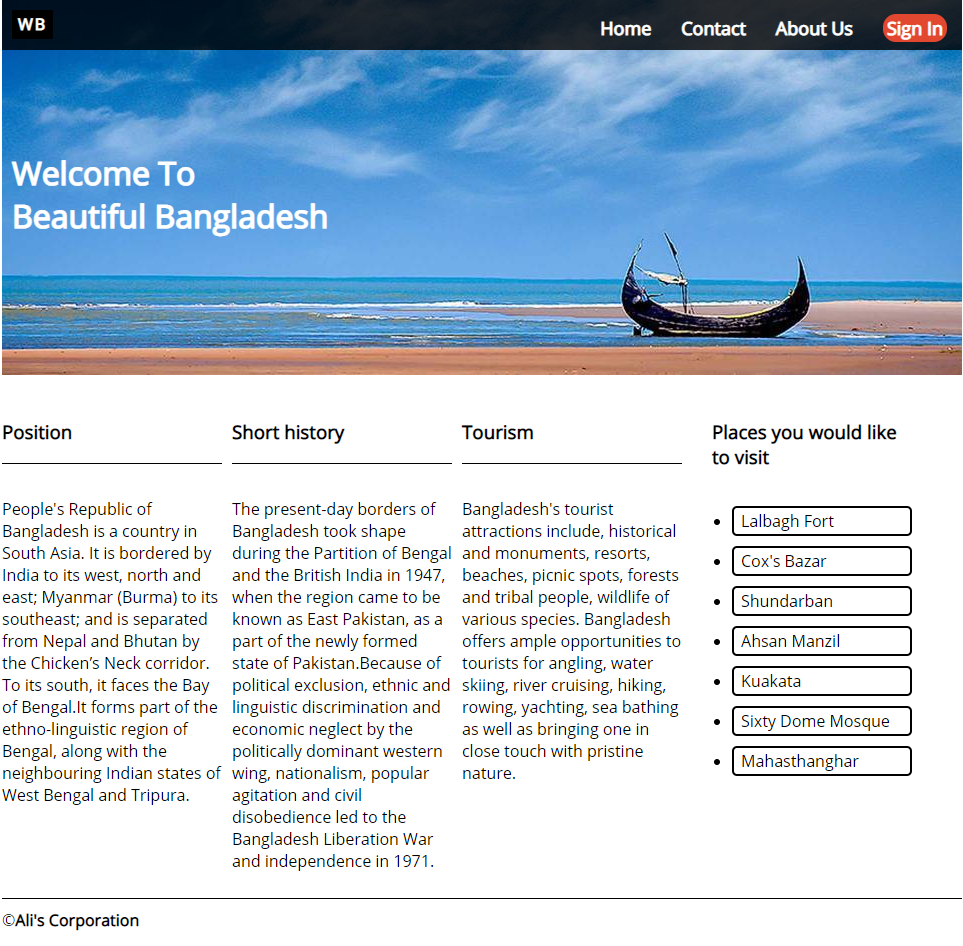 WB
Home Contact About Us Sign In
Welcome To
Beautiful Bangladesh
Position
People's Republic of
Bangladesh is a country in
South Asia. It is bordered by
India to its west, north and
east; Myanmar (Burma) to its
southeast; and is separated
from Nepal and Bhutan by
the Chicken’s Neck corridor.
To its south, it faces the Bay
of Bengal.It forms part of the
ethno-linguistic region of
Bengal, along with the
neighbouring Indian states of
West Bengal and Tripura.
Short history
The present-day borders of
Bangladesh took shape
during the Partition of Bengal
and the British India in 1947,
when the region came to be
known as East Pakistan, as a
part of the newly formed
state of Pakistan.Because of
political exclusion, ethnic and
linguistic discrimination and
economic neglect by the
politically dominant western
wing, nationalism, popular
agitation and civil
disobedience led to the
Bangladesh Liberation War
and independence in 1971.
Tourism
Bangladesh's tourist
attractions include, historical
and monuments, resorts,
beaches, picnic spots, forests
and tribal people, wildlife of
various species. Bangladesh
offers ample opportunities to
tourists for angling, water
skiing, river cruising, hiking,
rowing, yachting, sea bathing
as well as bringing one in
close touch with pristine
nature.
Places you would like
to visit
Lalbagh Fort
Cox's Bazar
Shundarban
Ahsan Manzil
Kuakata
Sixty Dome Mosque
Mahasthanghar
©Ali's Corporation